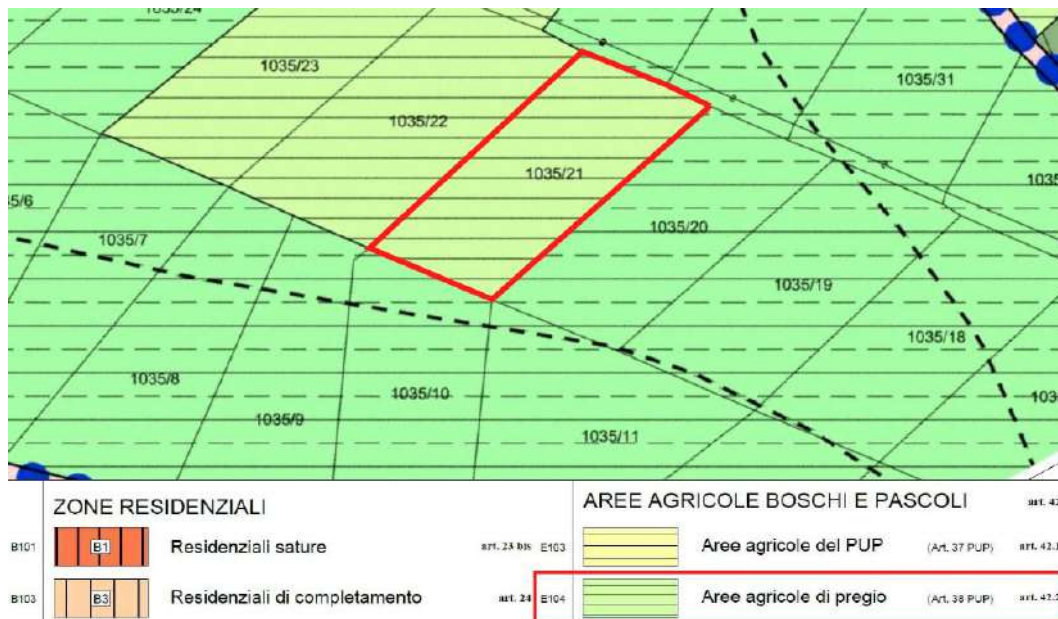 1035/24
1035/23
1035/22
1035/21
1035/31
1035/20
1035/19
1035/18
1035/7
1035/8
1035/9
1035/10
1035/11
ZONE RESIDENZIALI
B101 B1 Residenziali sature art. 23 bis
B103 B3 Residenziali di completamento art. 24
AREE AGRICOLE BOSCHI E PASCOLI
E103 Aree agricole del PUP (Art. 37 PUP)
E104 Aree agricole di pregio (Art. 38 PUP)